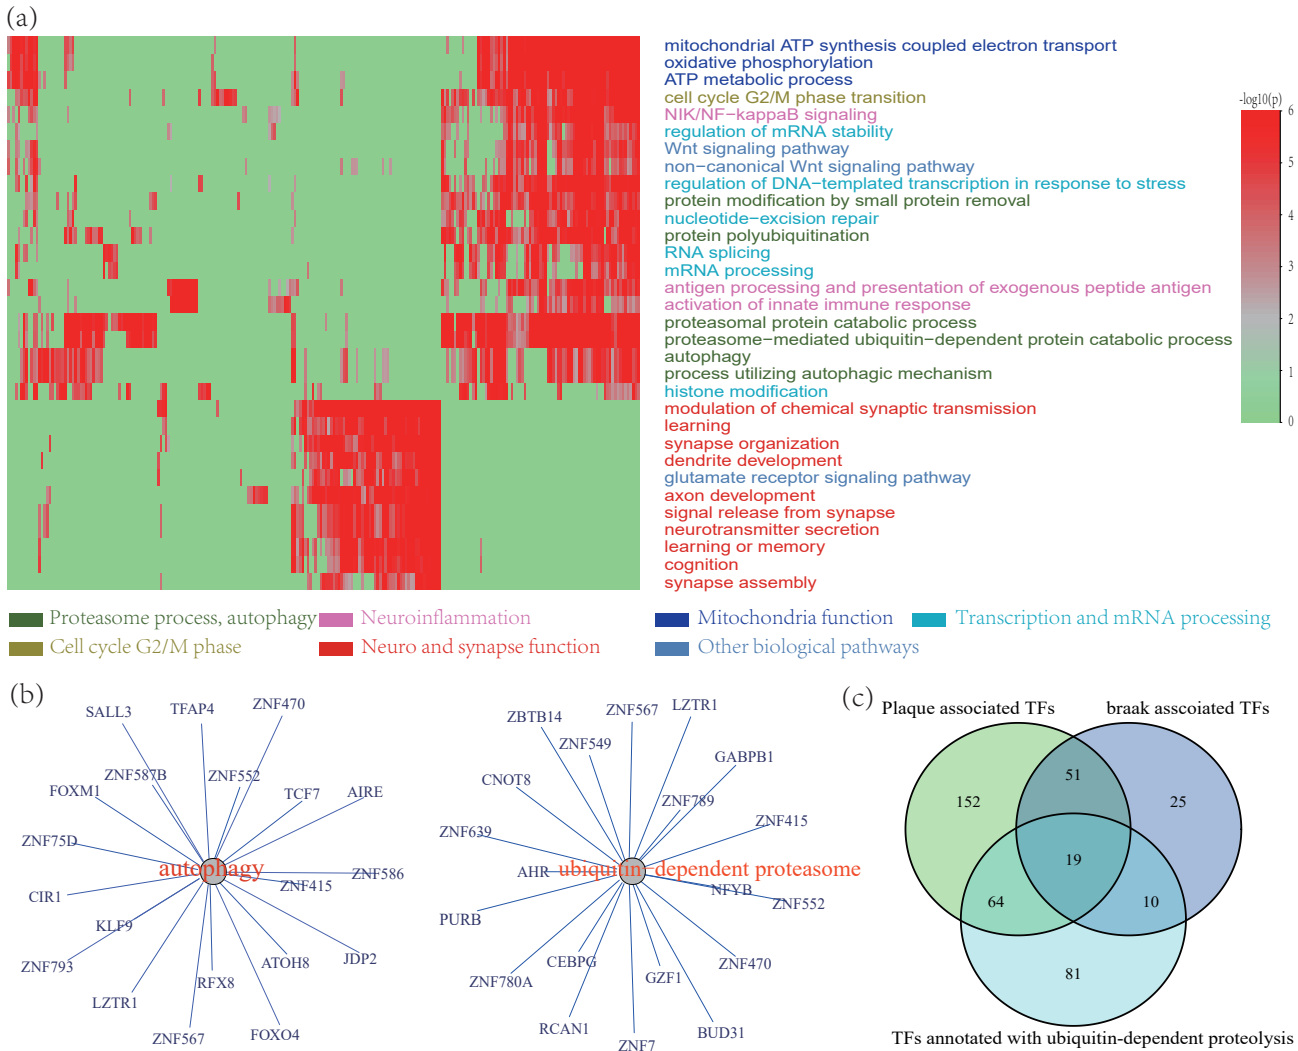 (a)
mitochondrial ATP synthesis coupled electron transport
oxidative phosphorylation
ATP metabolic process
cell cycle G2/M phase transition
NIK/NF−kappaB signaling
regulation of mRNA stability
Wnt signaling pathway
non−canonical Wnt signaling pathway
regulation of DNA−templated transcription in response to stress
protein modification by small protein removal
nucleotide−excision repair
protein polyubiquitination
RNA splicing
mRNA processing
antigen processing and presentation of exogenous peptide antigen
activation of innate immune response
proteasomal protein catabolic process
proteasome−mediated ubiquitin−dependent protein catabolic process
autophagy
process utilizing autophagic mechanism
histone modification
modulation of chemical synaptic transmission
learning
synapse organization
dendrite development
glutamate receptor signaling pathway
axon development
signal release from synapse
neurotransmitter secretion
learning or memory
cognition
synapse assembly
-log10(p)
6
5
4
3
2
1
0
Proteasome process, autophagy
Neuroinflammation
Mitochondria function
Transcription and mRNA processing
Cell cycle G2/M phase
Neuro and synapse function
Other biological pathways
(b)
SALL3
TFAP4
ZNF470
ZNF587B
ZNF552
FOXM1
TCF7
AIRE
ZNF75D
autophagy
ZNF586
ZNF415
CIR1
KLF9
ZNF793
ATOH8
JDP2
RFX8
LZTR1
ZNF567
FOXO4
ZBTB14
ZNF567
LZTR1
ZNF549
GABPB1
CNOT8
ZNF789
ZNF639
ZNF415
AHR
ubiquitin-dependent proteasome
NFYB
ZNF552
PURB
CEBPG
ZNF470
ZNF780A
GZF1
RCAN1
BUD31
ZNF7
(c)
Plaque associated TFs
braak asscoiated TFs
51
152
25
19
64
10
81
TFs annotated with ubiquitin-dependent proteolysis